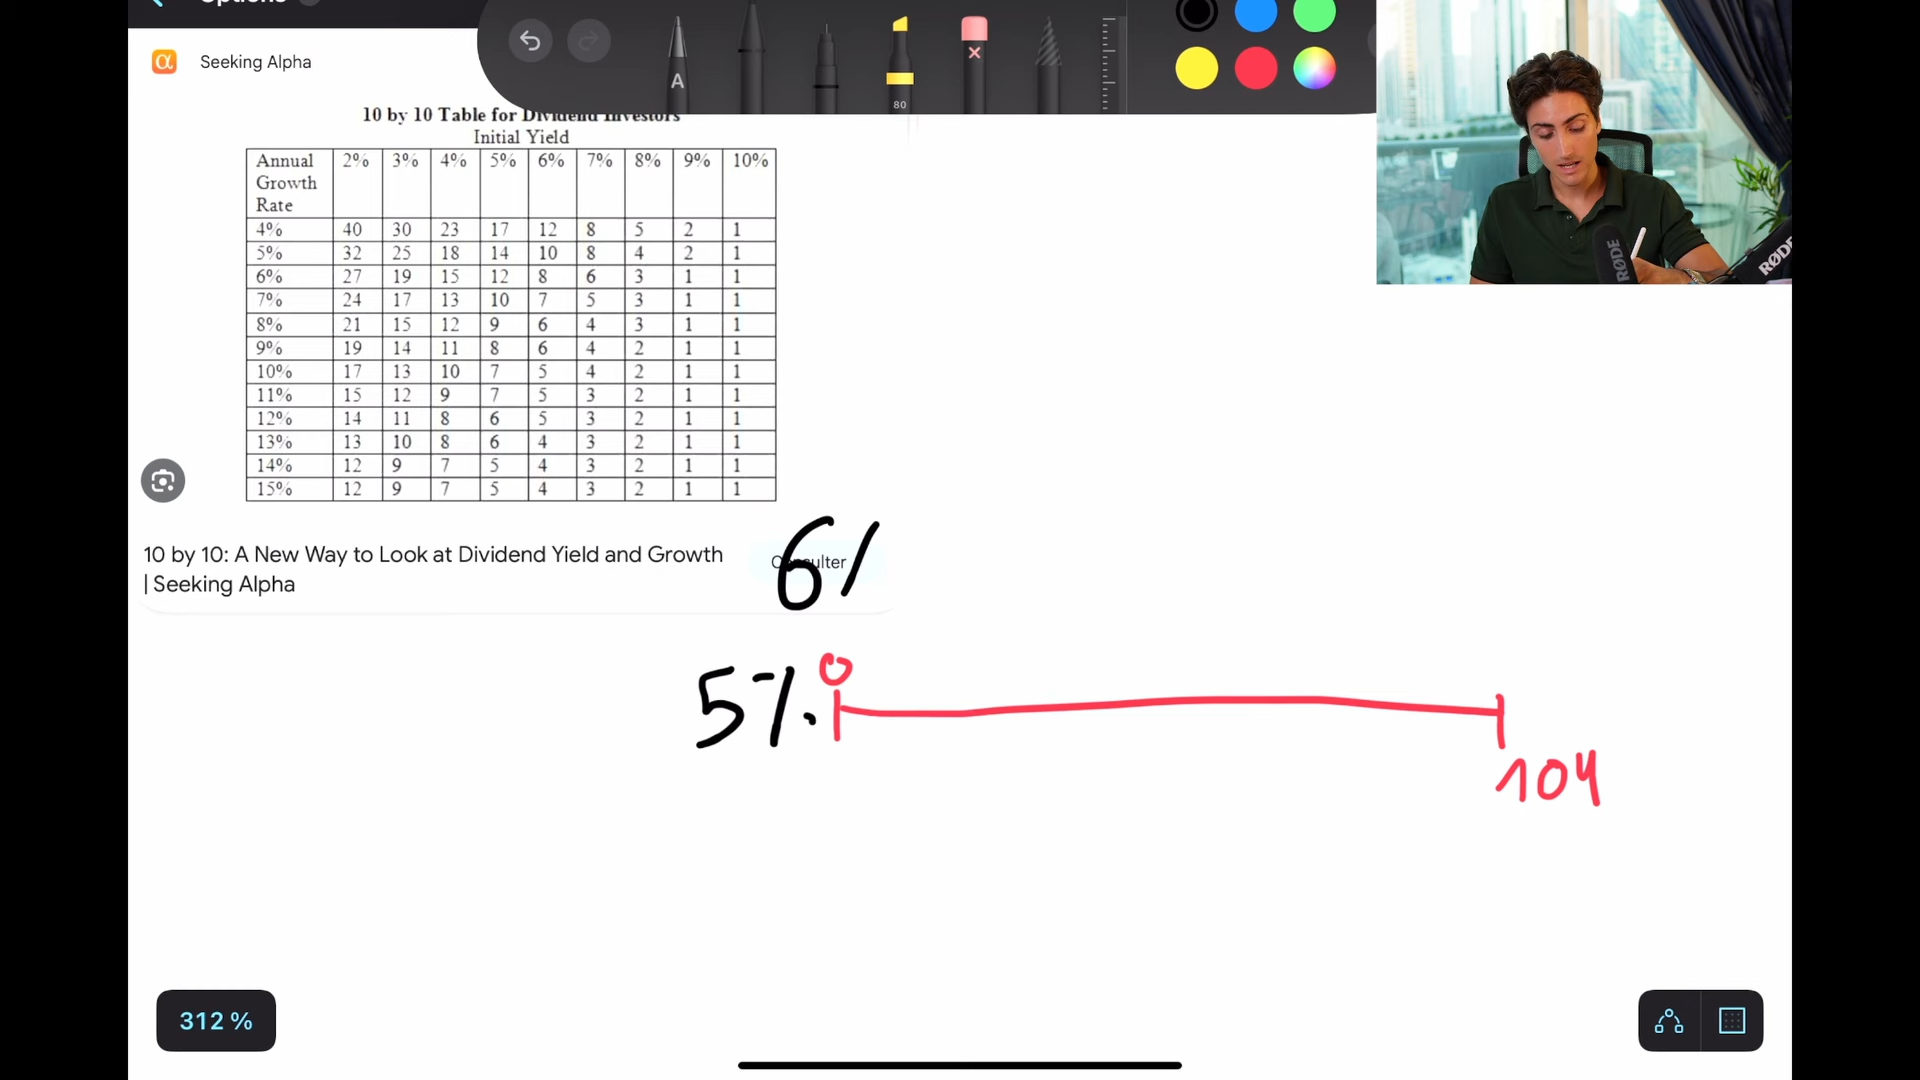 Options
Seeking Alpha
10 by 10 Table for Dividend Investors
Initial Yield
Annual Growth Rate 2% 3% 4% 5% 6% 7% 8% 9% 10%
4% 40 30 23 17 12 8 5 2 1
5% 32 25 18 14 10 8 4 2 1
6% 27 19 15 12 8 6 3 1 1
7% 24 17 13 10 7 5 3 1 1
8% 21 15 12 9 6 4 3 1 1
9% 19 14 11 8 6 4 2 1 1
10% 17 13 10 7 5 4 2 1 1
11% 15 12 9 7 5 3 2 1 1
12% 14 11 8 6 5 3 2 1 1
13% 13 10 8 6 4 3 2 1 1
14% 12 9 7 5 4 3 2 1 1
15% 12 9 7 5 4 3 2 1 1
10 by 10: A New Way to Look at Dividend Yield and Growth
| Seeking Alpha
Consulter
6/
5%
0
104
312 %
A
80
RØDE
RØDE